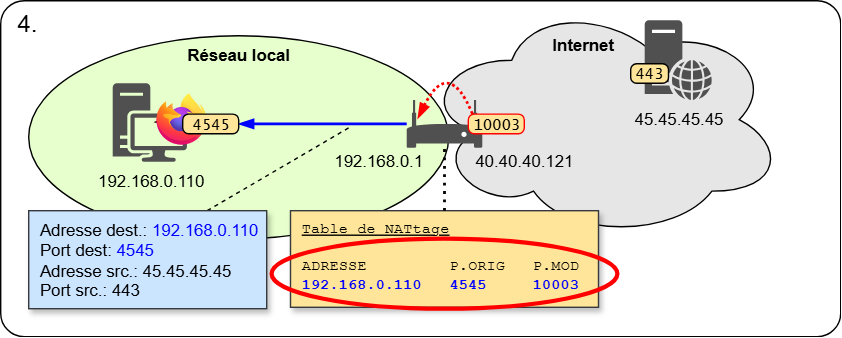 4.
Réseau local
Internet
443
4545
10003
45.45.45.45
192.168.0.1
40.40.40.121
192.168.0.110
Adresse dest.: 192.168.0.110
Port dest: 4545
Adresse src.: 45.45.45.45
Port src.: 443
Table de NATtage
ADRESSE P.ORIG P.MOD
192.168.0.110 4545 10003